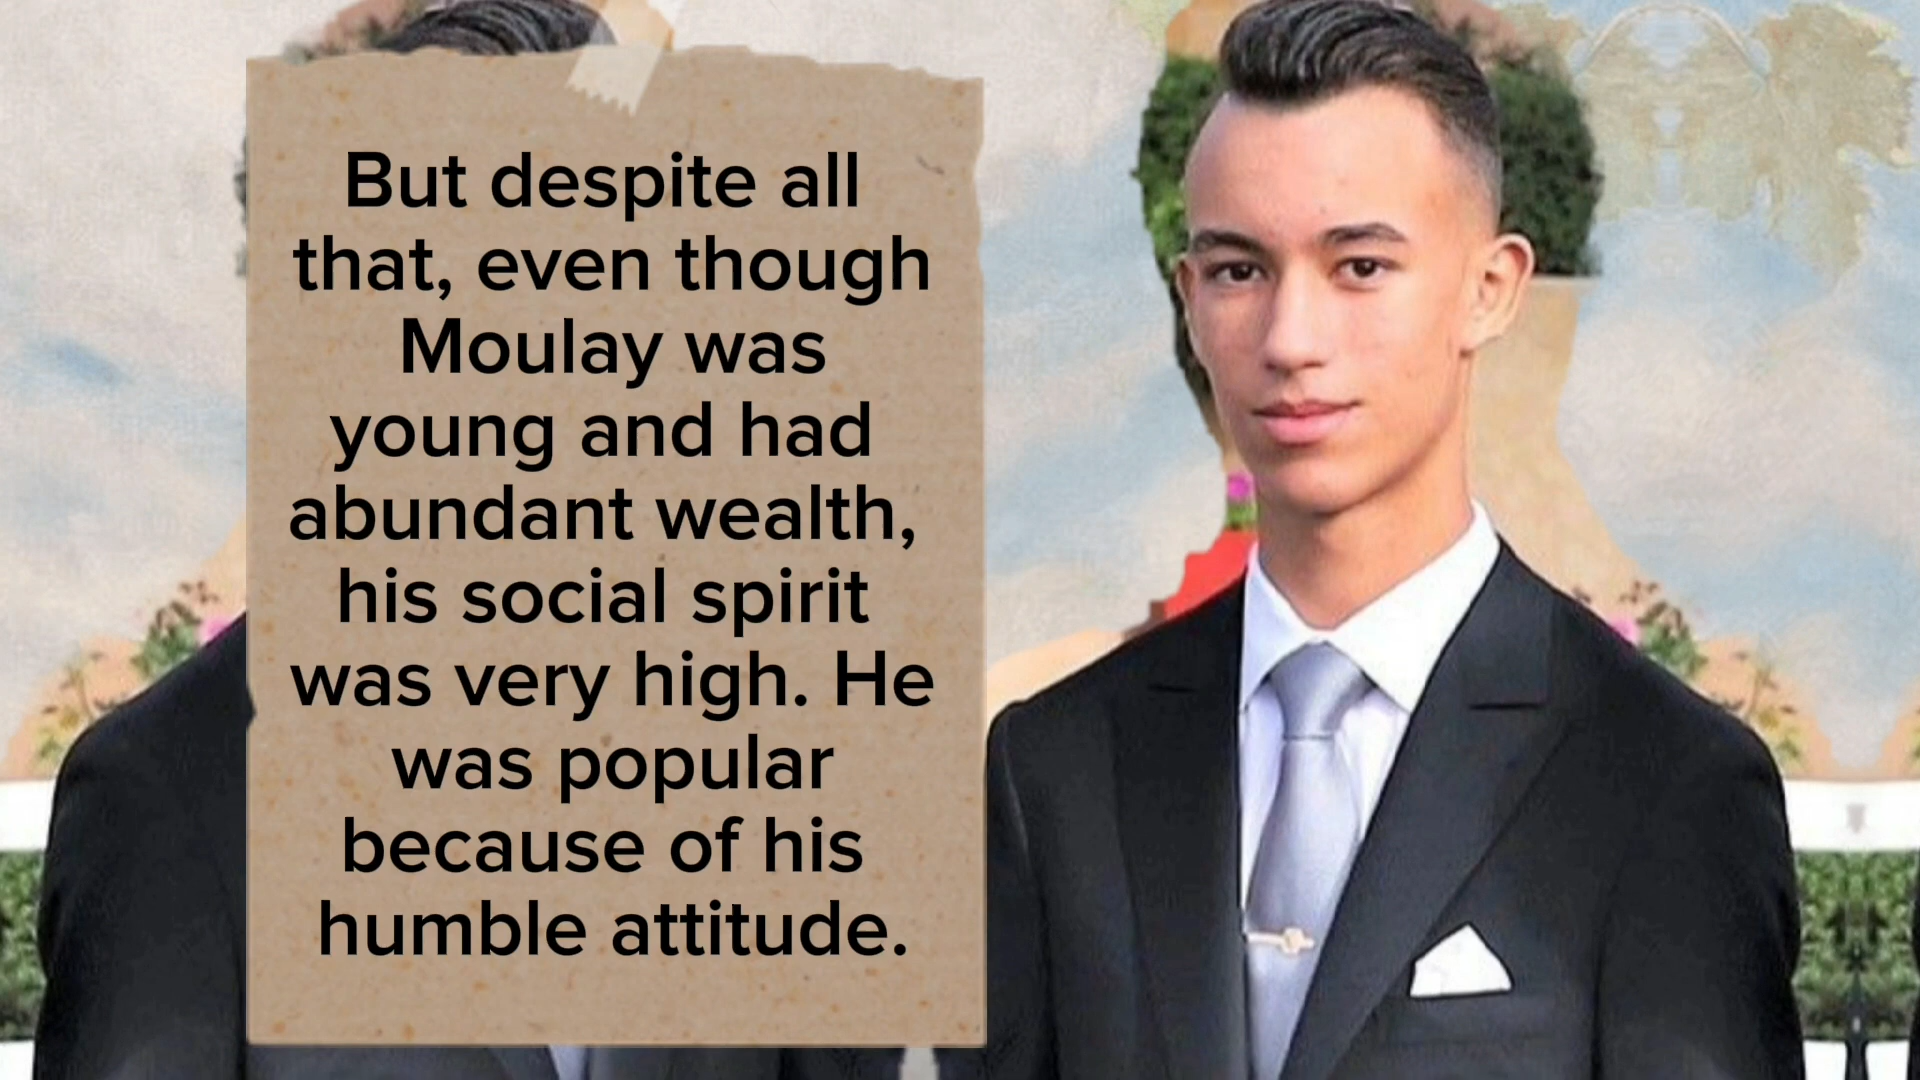 But despite all
that, even though
Moulay was
young and had
abundant wealth,
his social spirit
was very high. He
was popular
because of his
humble attitude.